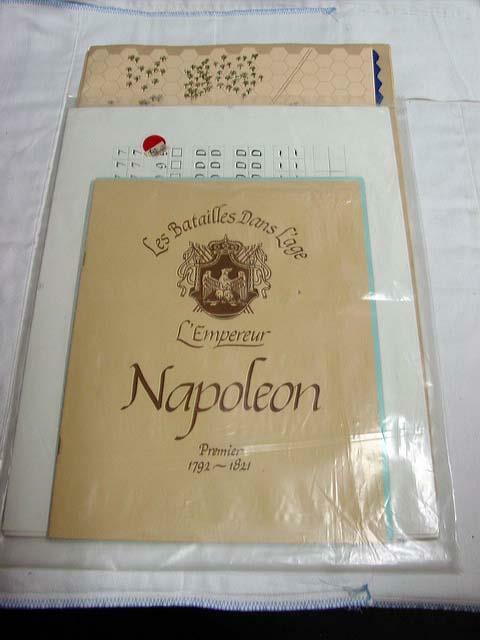 Les Batailles Dans L'age
L'Empereur
Napoleon
Premier
1792 ~ 1821